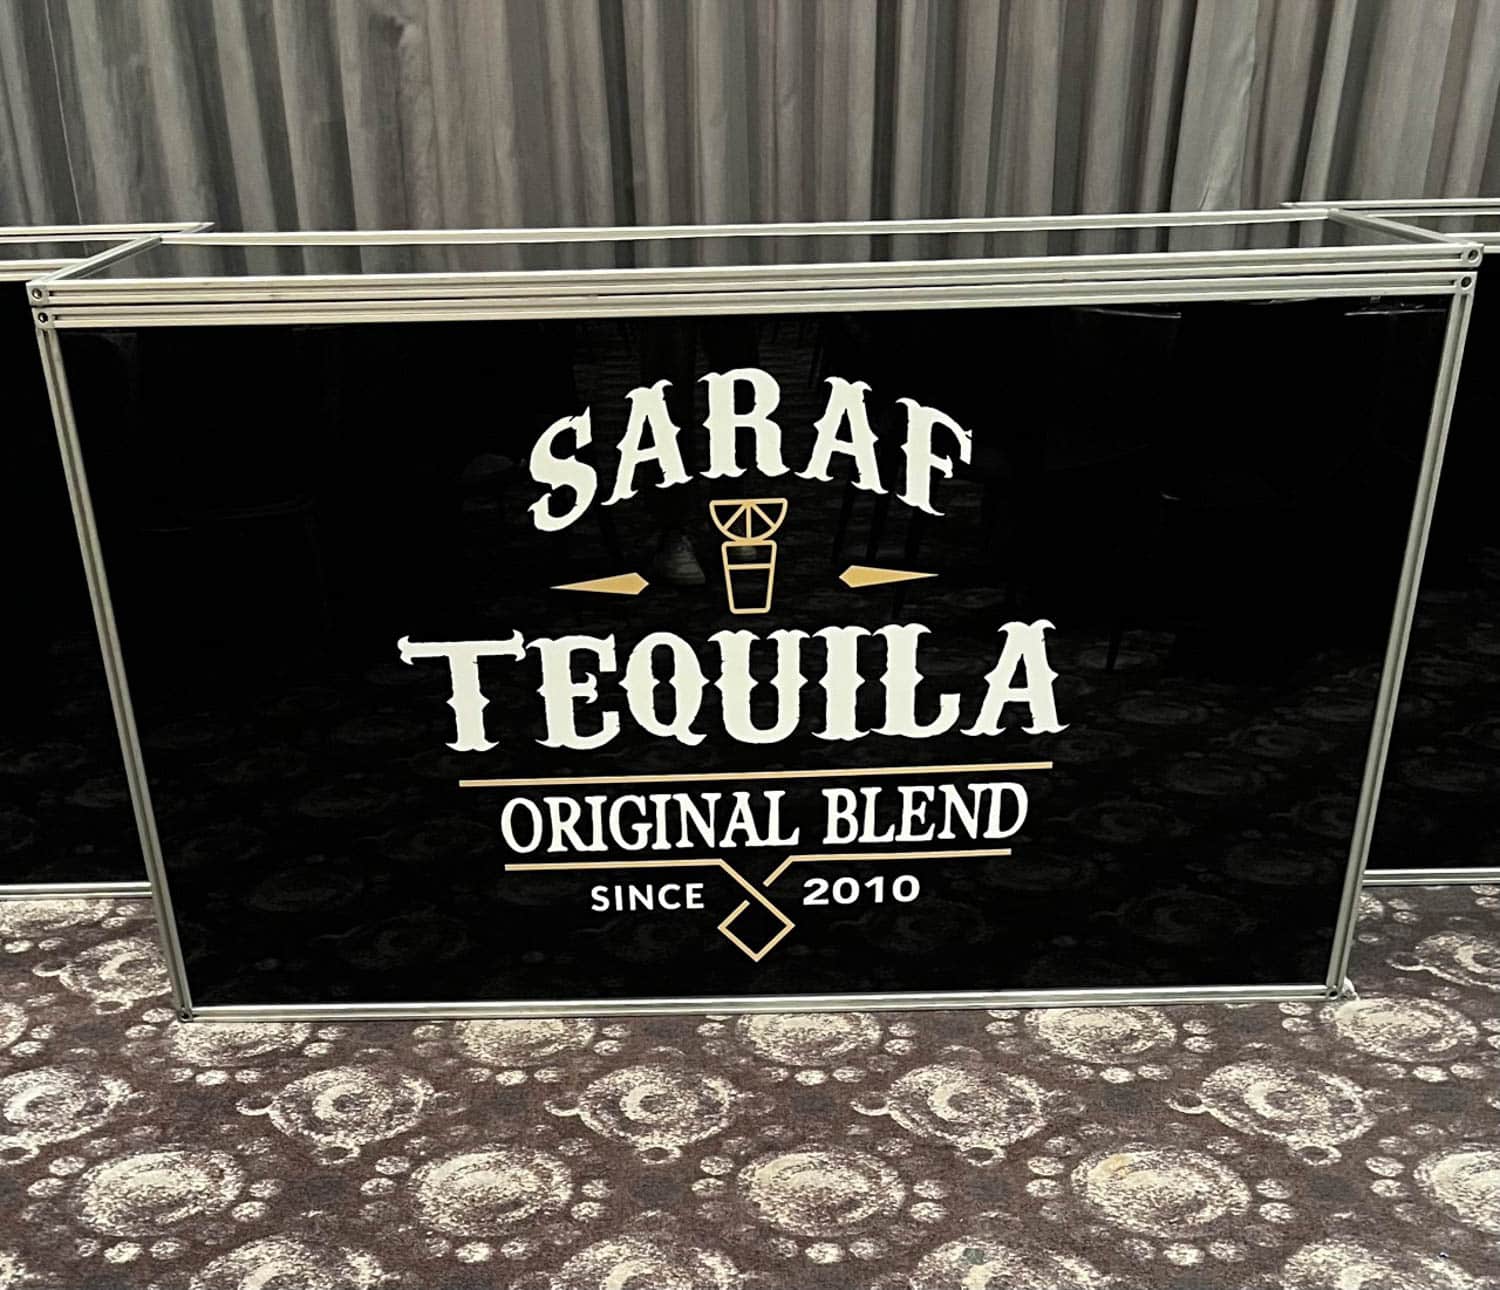 SARAF
TEQUILA
ORIGINAL BLEND
SINCE 2010